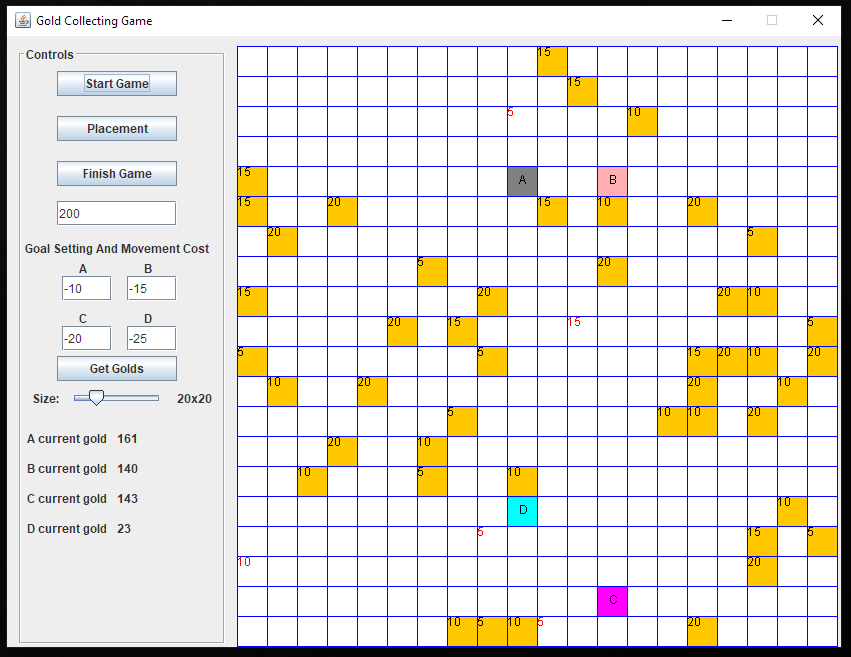 Gold Collecting Game
Controls
Start Game
Placement
Finish Game
200
Goal Setting And Movement Cost
A B
-10 -15
C D
-20 -25
Get Golds
Size: 20x20
A current gold 161
B current gold 140
C current gold 143
D current gold 23
15
15
5 10
15 A B
15 20 15 10 20
20 5
5 20
15 20 20 10
20 15 15 5
5 5 15 20 10 20
10 20 20 10
5 10 10 20
20 10
10 5 10
D 10
5 15 5
10 20
C
10 5 10 5 20